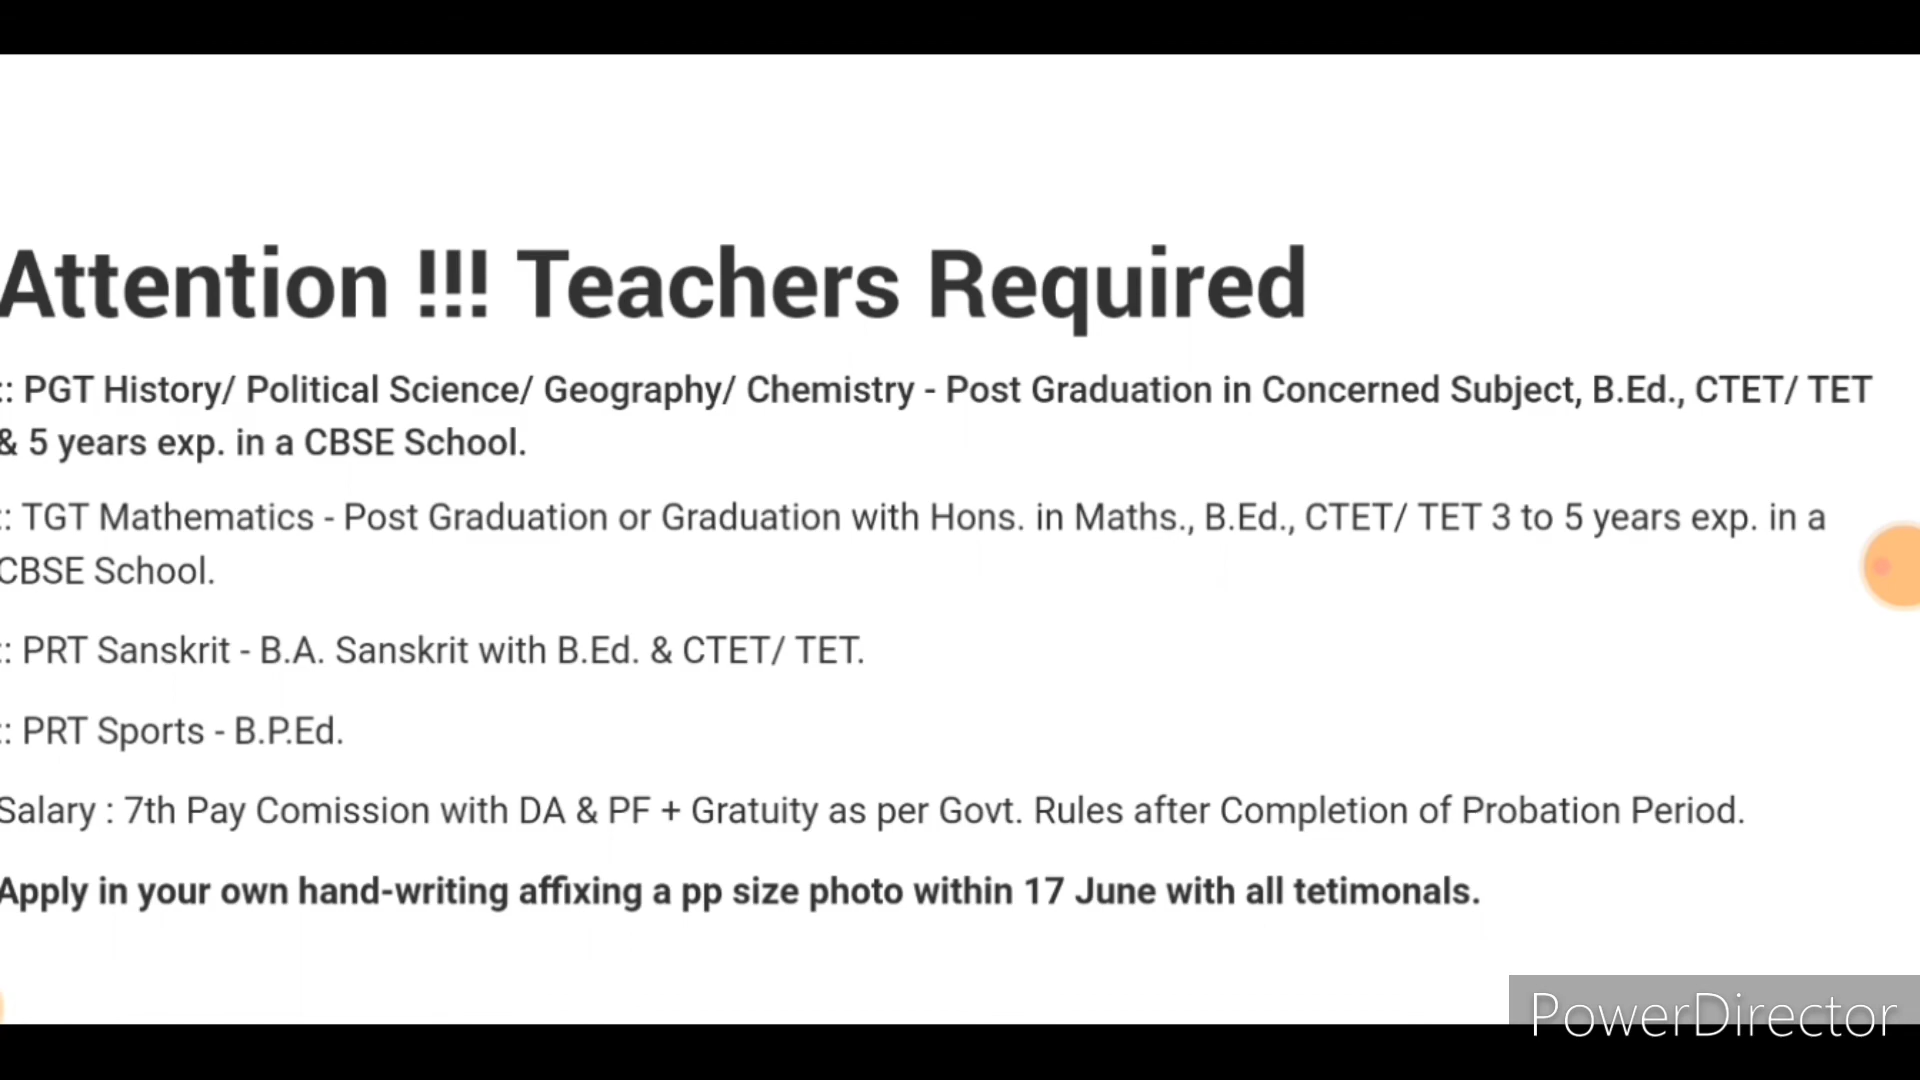 Attention !!! Teachers Required
:: PGT History/ Political Science/ Geography/ Chemistry - Post Graduation in Concerned Subject, B.Ed., CTET/ TET
& 5 years exp. in a CBSE School.
:: TGT Mathematics - Post Graduation or Graduation with Hons. in Maths., B.Ed., CTET/ TET 3 to 5 years exp. in a
CBSE School.
:: PRT Sanskrit - B.A. Sanskrit with B.Ed. & CTET/ TET.
:: PRT Sports - B.P.Ed.
Salary : 7th Pay Comission with DA & PF + Gratuity as per Govt. Rules after Completion of Probation Period.
Apply in your own hand-writing affixing a pp size photo within 17 June with all tetimonals.
PowerDirector